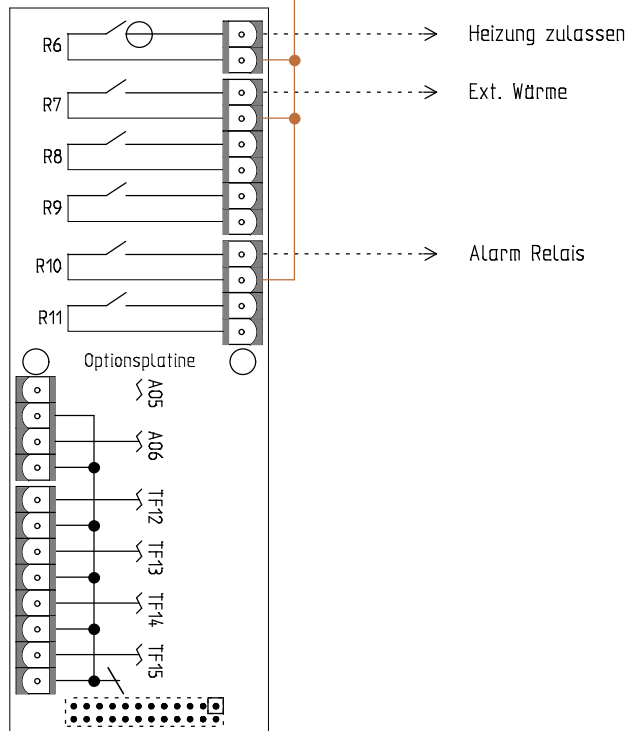 R6
Heizung zulassen
R7
Ext. Wärme
R8
R9
R10
Alarm Relais
R11
Optionsplatine
AO5
AO6
TF12
TF13
TF14
TF15